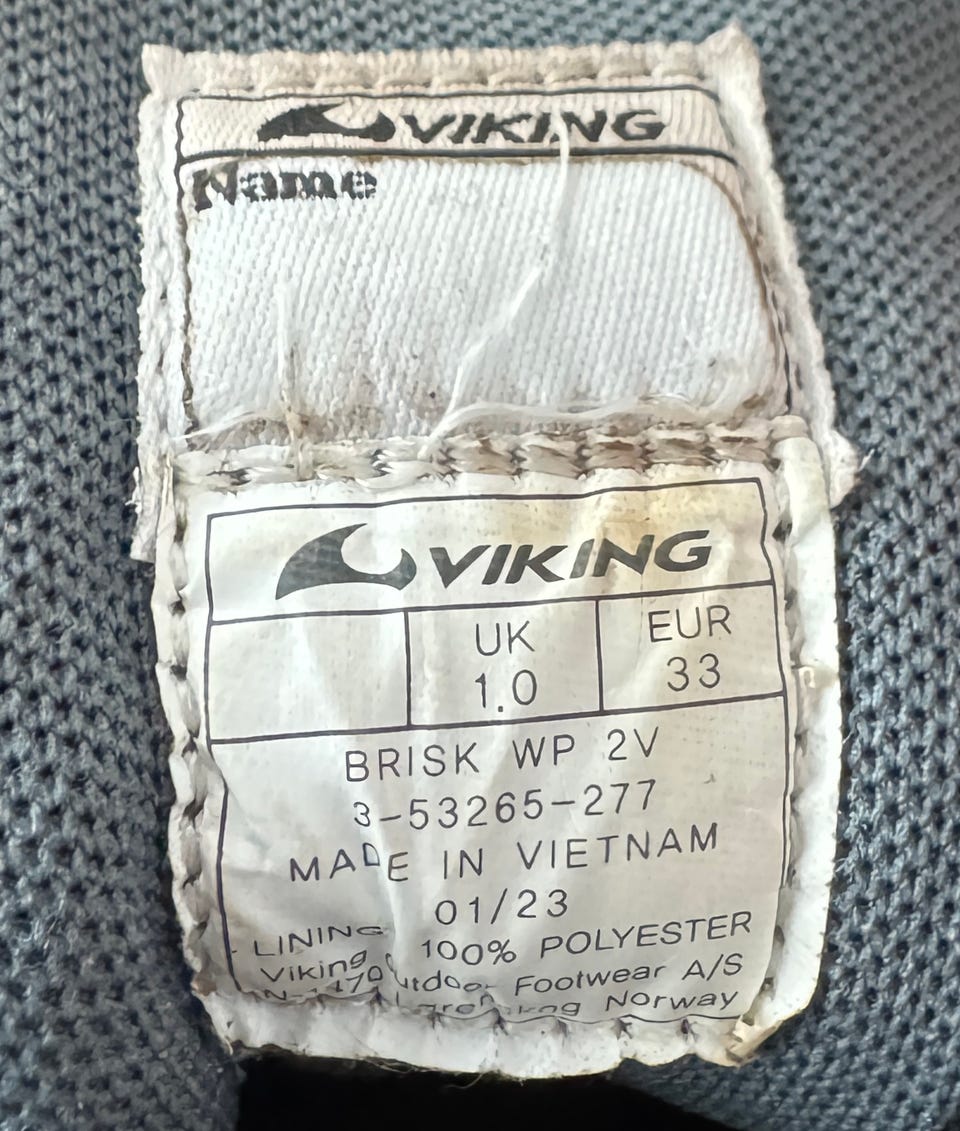 VIKING
Name
VIKING
UK EUR
1.0 33
BRISK WP 2V
3-53265-277
MADE IN VIETNAM
01/23
LINING 100% POLYESTER
Viking Footwear A/S
Norway